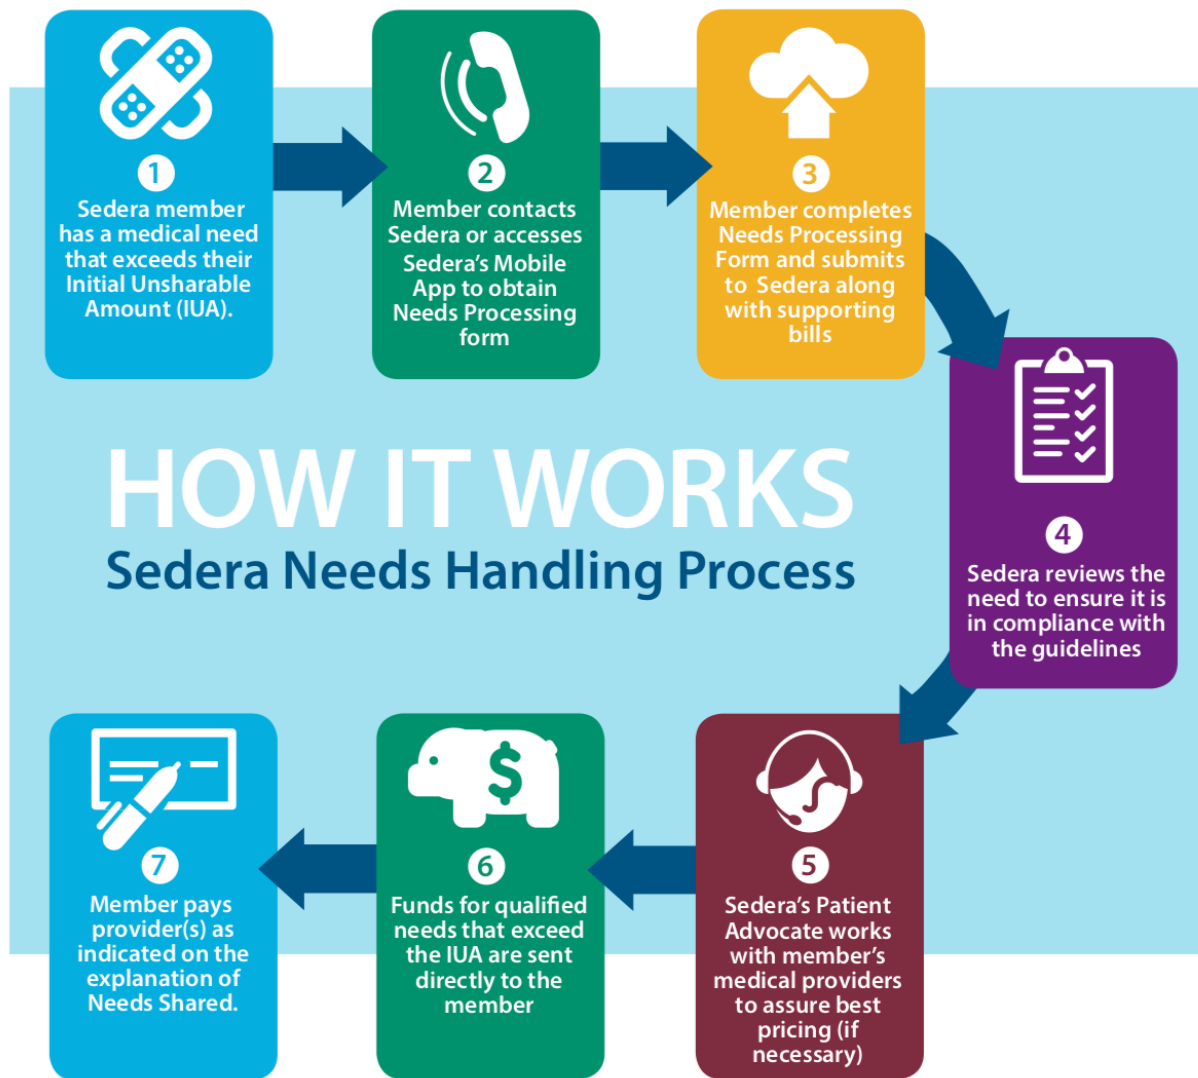 1
Sedera member
has a medical need
that exceeds their
Initial Unsharable
Amount (IUA).
2
Member contacts
Sedera or accesses
Sedera’s Mobile
App to obtain
Needs Processing
form
3
Member completes
Needs Processing
Form and submits
to Sedera along
with supporting
bills
HOW IT WORKS
Sedera Needs Handling Process
4
Sedera reviews the
need to ensure it is
in compliance with
the guidelines
5
Sedera’s Patient
Advocate works
with member’s
medical providers
to assure best
pricing (if
necessary)
$
6
Funds for qualified
needs that exceed
the IUA are sent
directly to the
member
7
Member pays
provider(s) as
indicated on the
explanation of
Needs Shared.